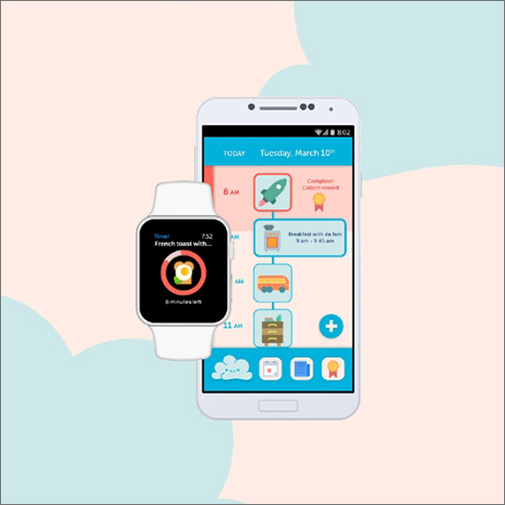 8:02
TODAY Tuesday, March 10th
8 AM
Complete!
Collect reward
AM
Breakfast with da fam
9 am - 9:45 am
AM
11 AM
Timer 7:52
French toast with...
6 minutes left